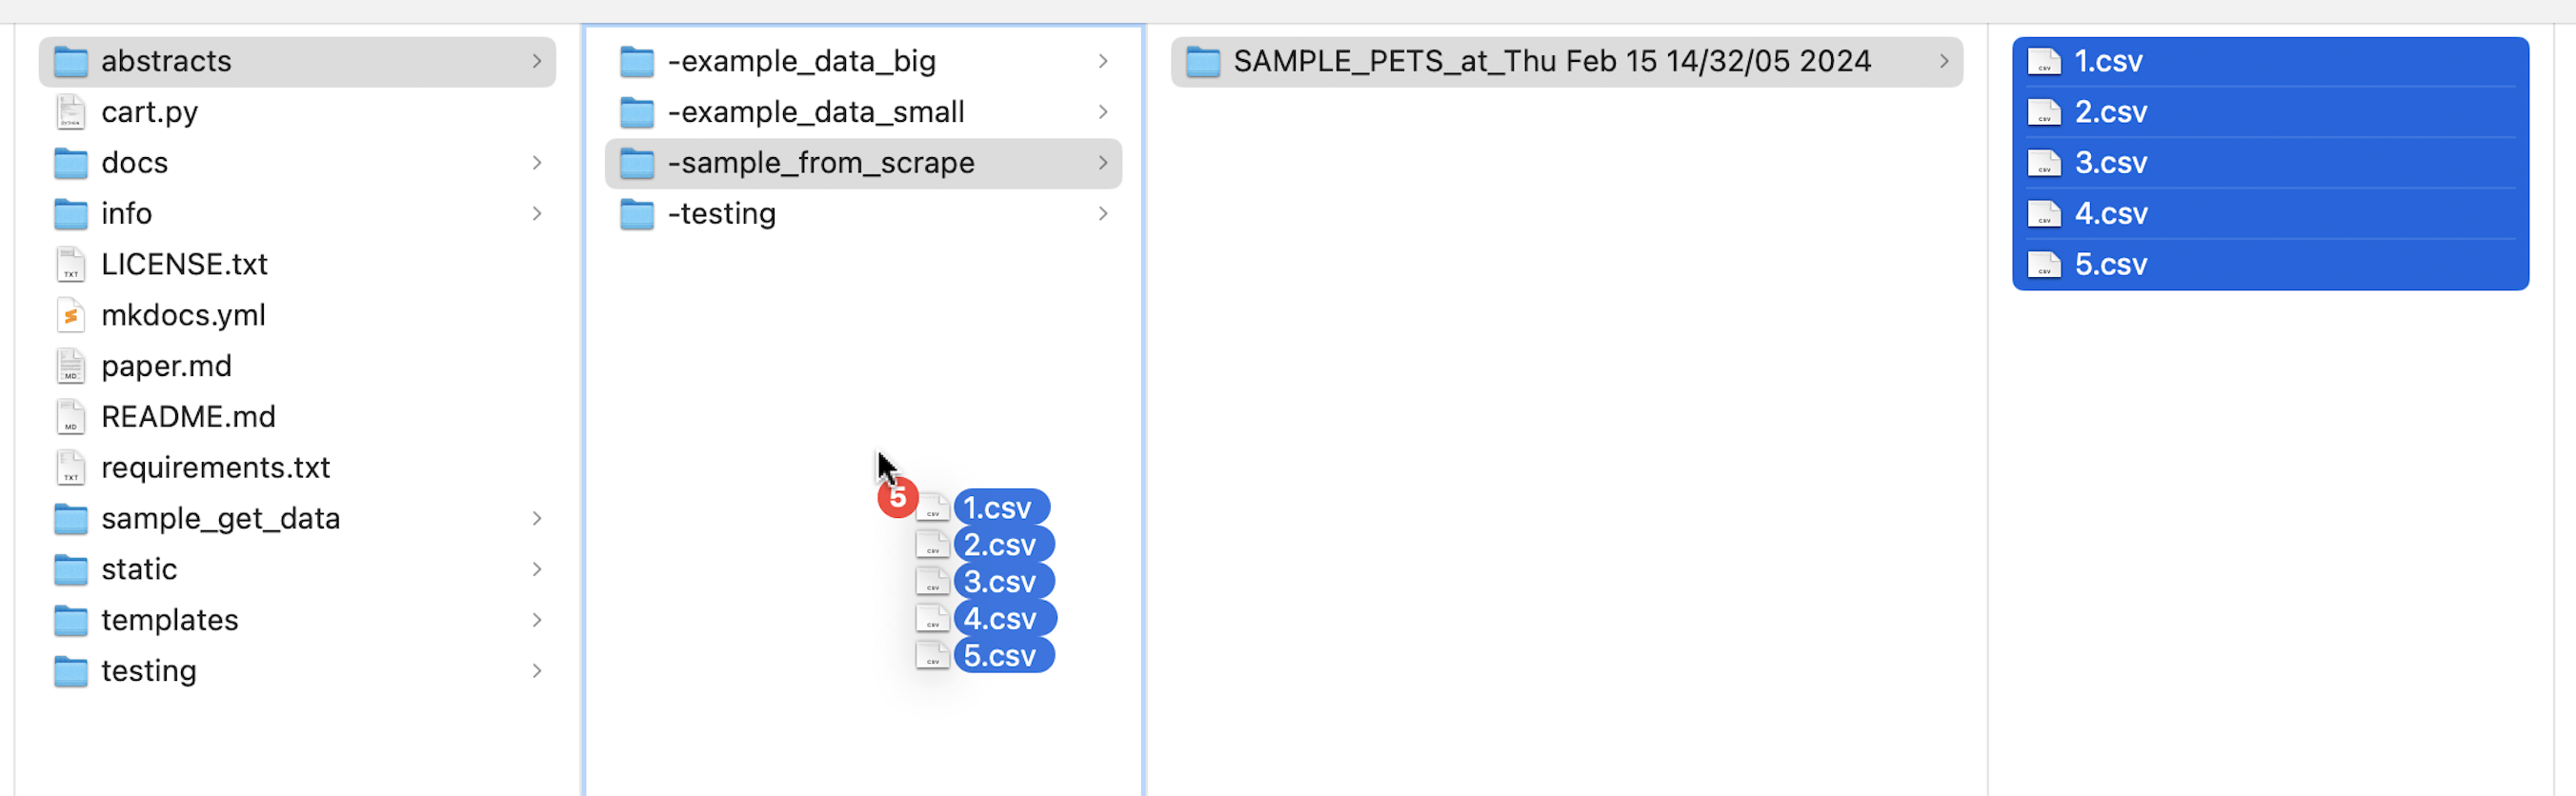 abstracts
cart.py
docs
info
LICENSE.txt
mkdocs.yml
paper.md
README.md
requirements.txt
sample_get_data
static
templates
testing
-example_data_big
-example_data_small
-sample_from_scrape
-testing
5
1.csv
2.csv
3.csv
4.csv
5.csv
SAMPLE_PETS_at_Thu Feb 15 14/32/05 2024
1.csv
2.csv
3.csv
4.csv
5.csv